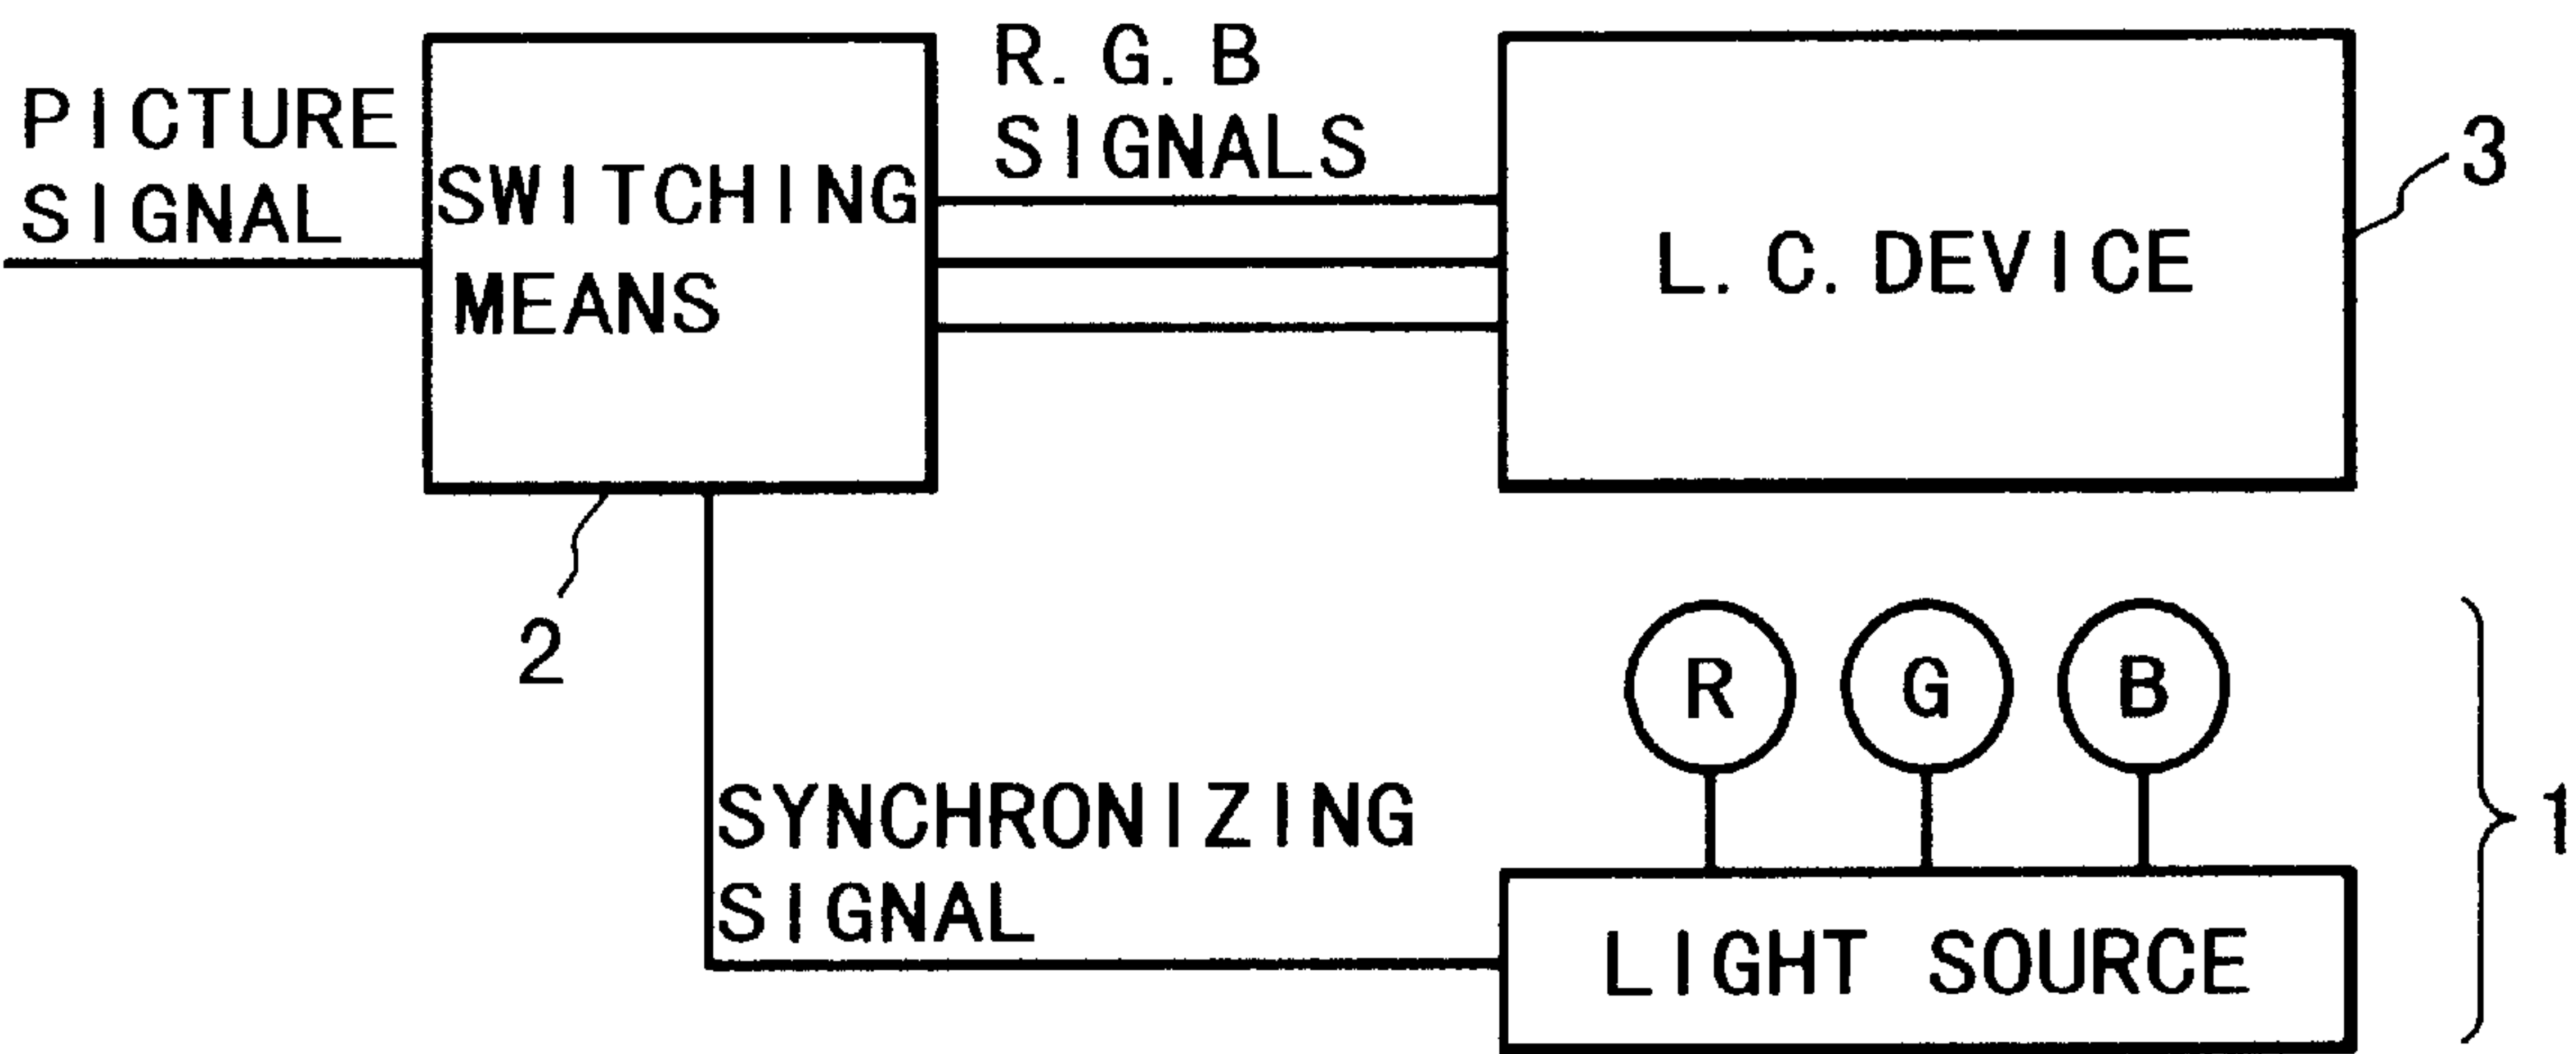 PICTURE
SIGNAL
SWITCHING
MEANS
R. G. B
SIGNALS
L. C. DEVICE
3
2
R G B
1
SYNCHRONIZING
SIGNAL
LIGHT SOURCE